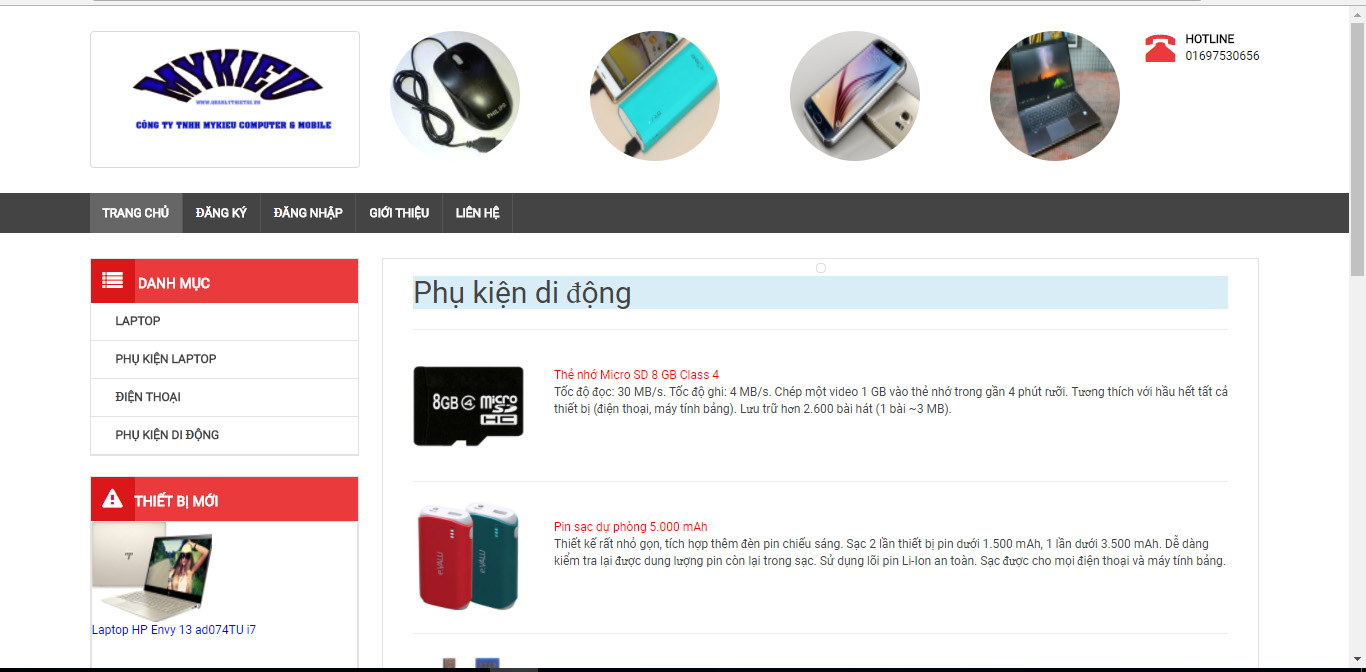 MYKIEU
CÔNG TY TNHH MYKIEU COMPUTER & MOBILE
PHILIPS
HOTLINE
01697530656
TRANG CHỦ
ĐĂNG KÝ
ĐĂNG NHẬP
GIỚI THIỆU
LIÊN HỆ
DANH MỤC
LAPTOP
PHỤ KIỆN LAPTOP
ĐIỆN THOẠI
PHỤ KIỆN DI ĐỘNG
THIẾT BỊ MỚI
Laptop HP Envy 13 ad074TU i7
Phụ kiện di động
8GB 4 micro
SD
HC
Thẻ nhớ Micro SD 8 GB Class 4
Tốc độ đọc: 30 MB/s. Tốc độ ghi: 4 MB/s. Chép một video 1 GB vào thẻ nhớ trong gần 4 phút rưỡi. Tương thích với hầu hết tất cả
thiết bị (điện thoại, máy tính bảng). Lưu trữ hơn 2.600 bài hát (1 bài ~3 MB).
Pin sạc dự phòng 5.000 mAh
Thiết kế rất nhỏ gọn, tích hợp thêm đèn pin chiếu sáng. Sạc 2 lần thiết bị pin dưới 1.500 mAh, 1 lần dưới 3.500 mAh. Dễ dàng
kiểm tra lại được dung lượng pin còn lại trong sạc. Sử dụng lõi pin Li-Ion an toàn. Sạc được cho mọi điện thoại và máy tính bảng.